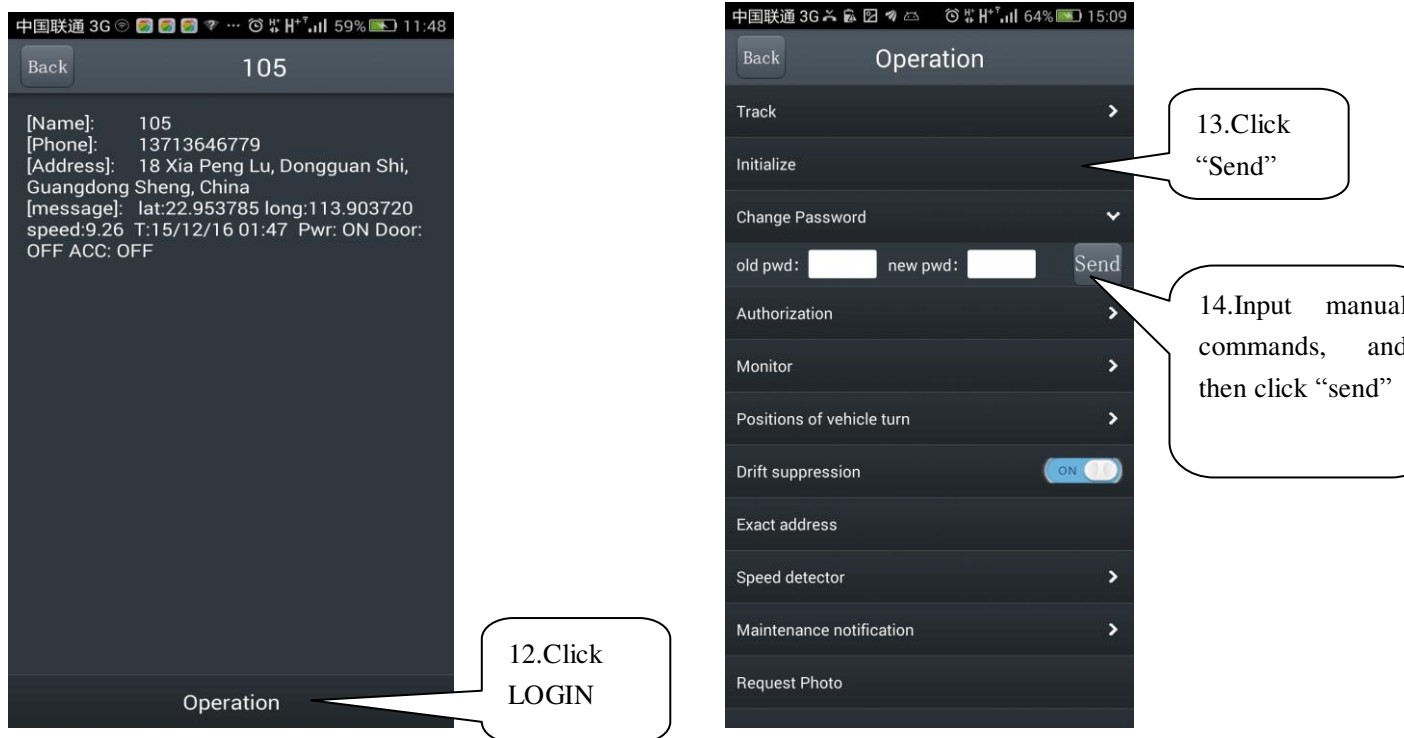 中国联通 3G 59% 11:48
Back 105
[Name]: 105
[Phone]: 13713646779
[Address]: 18 Xia Peng Lu, Dongguan Shi,
Guangdong Sheng, China
[message]: lat:22.953785 long:113.903720
speed:9.26 T:15/12/16 01:47 Pwr: ON Door:
OFF ACC: OFF
Operation
12.Click
LOGIN
中国联通 3G 64% 15:09
Back Operation
Track
Initialize
Change Password
old pwd: new pwd: Send
Authorization
Monitor
Positions of vehicle turn
Drift suppression ON
Exact address
Speed detector
Maintenance notification
Request Photo
13.Click
“Send”
14.Input manual
commands, and
then click “send”